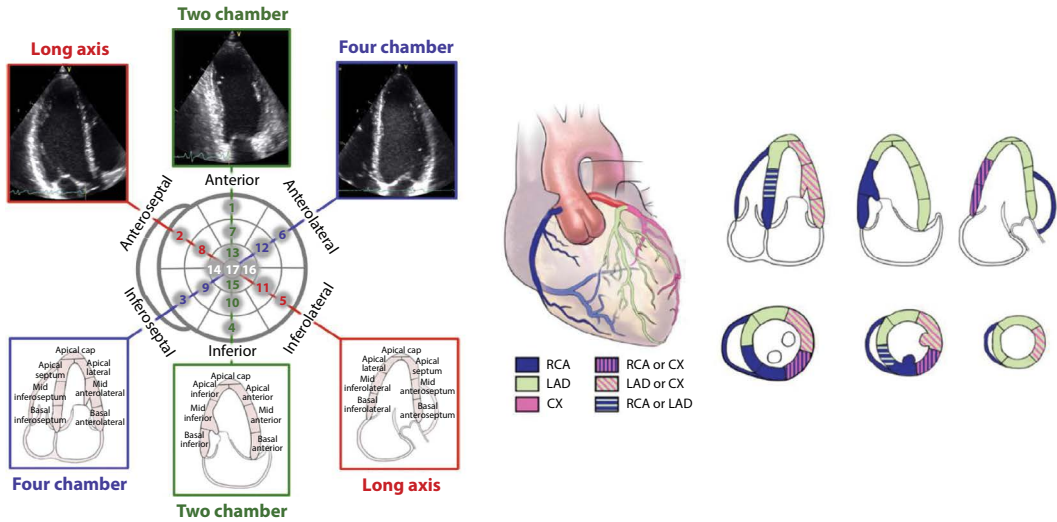 Two chamber
Long axis
Four chamber
V
V
V
Anterior
Anteroseptal
Anterolateral
1
7
2
6
8
12
13
14 17 16
15
9
11
3
5
10
4
Inferoseptal
Inferolateral
Inferior
Apical cap
Apical
septum
Apical
lateral
Mid
inferoseptum
Mid
anterolateral
Basal
inferoseptum
Basal
anterolateral
Four chamber
Apical cap
Apical
inferior
Apical
anterior
Mid
inferior
Mid
anterior
Basal
inferior
Basal
anterior
Two chamber
Apical cap
Apical
lateral
Apical
septum
Mid
inferolateral
Mid
anteroseptum
Basal
inferolateral
Basal
anteroseptum
Long axis
RCA
LAD
CX
RCA or CX
LAD or CX
RCA or LAD